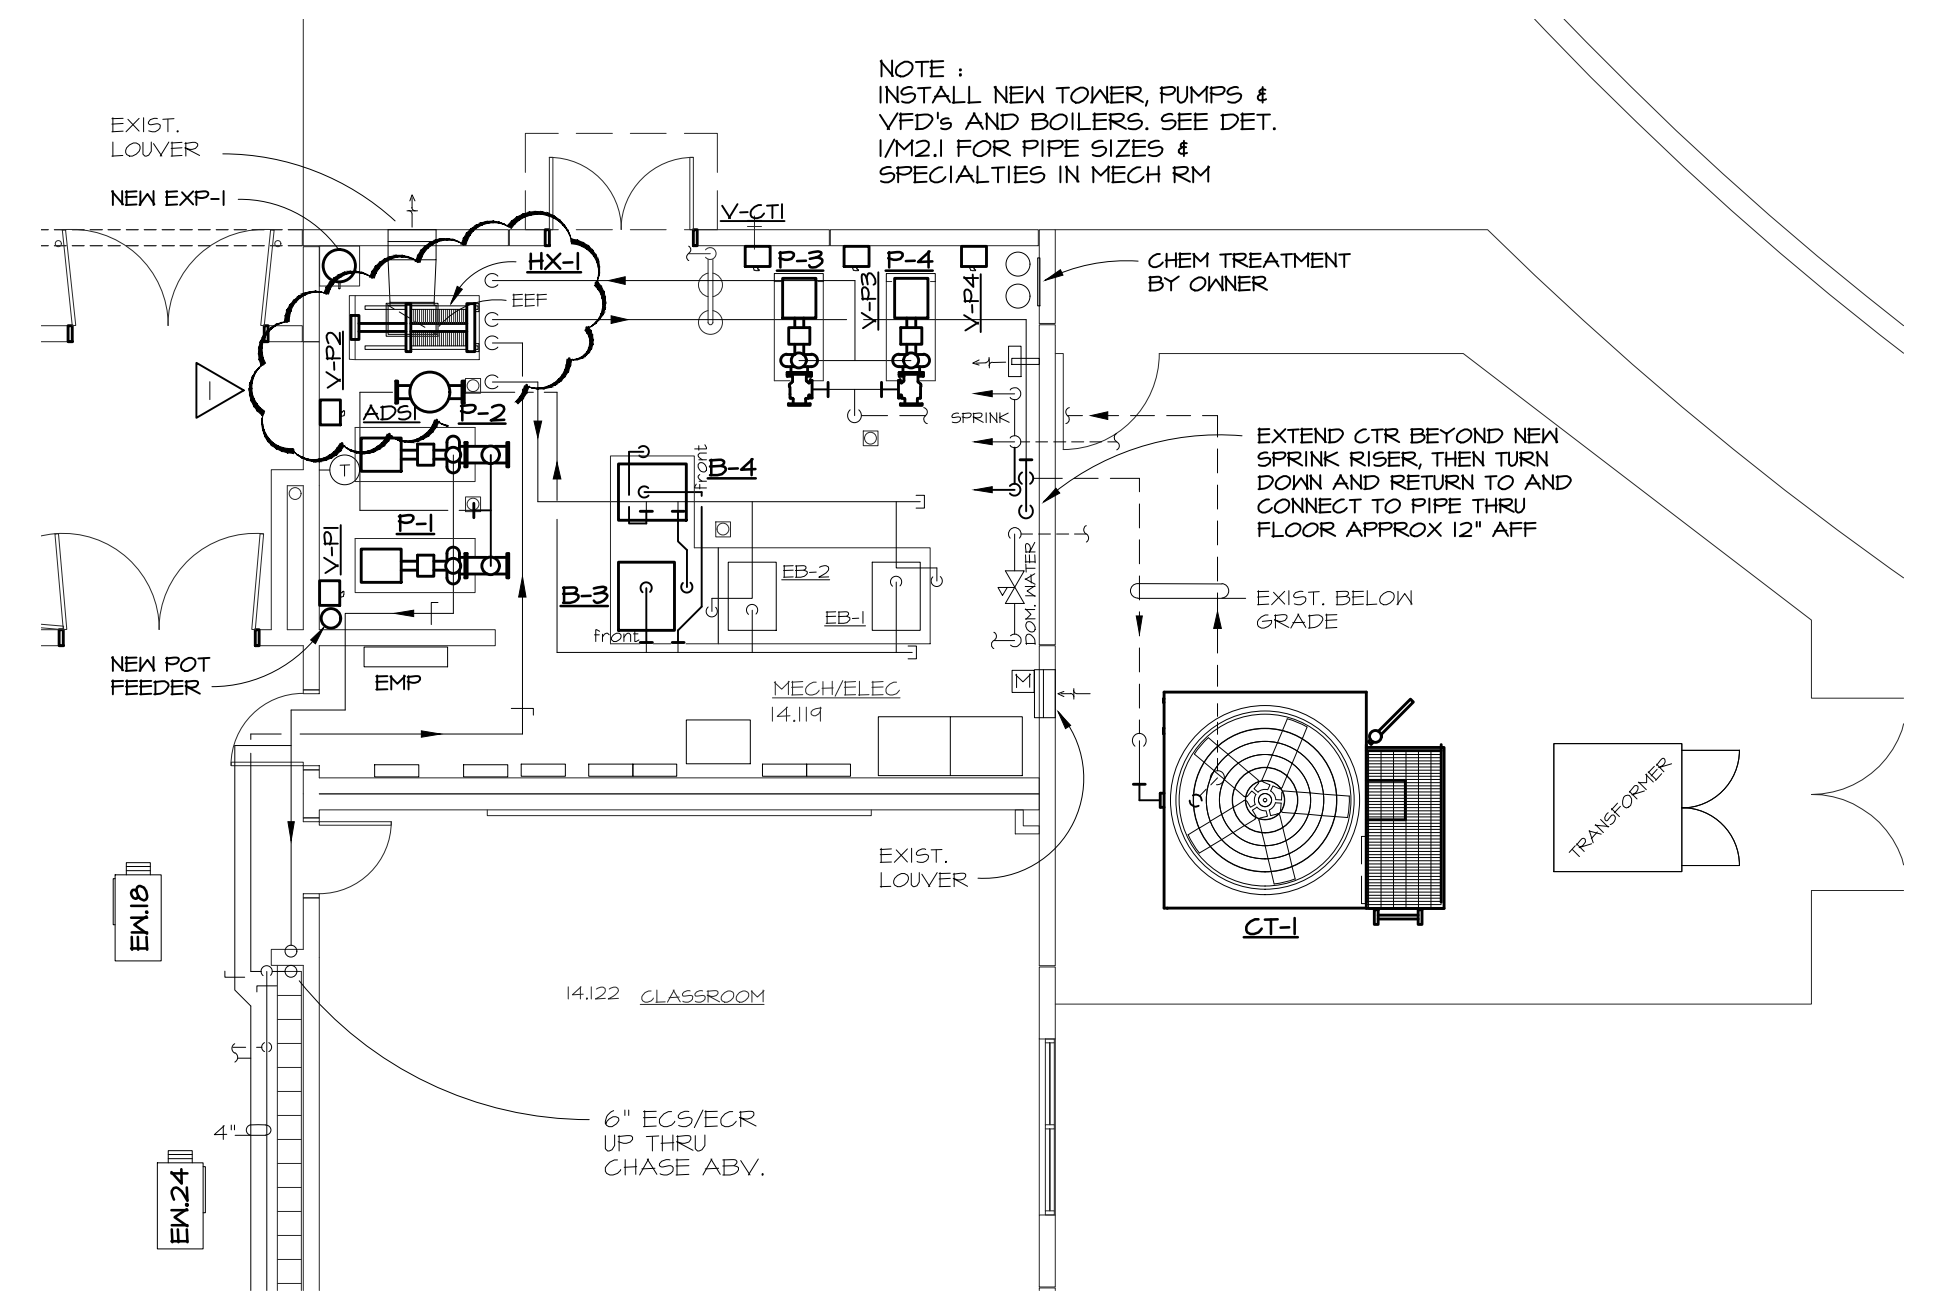 NOTE :
INSTALL NEW TOWER, PUMPS &
VFD's AND BOILERS. SEE DET.
1/M2.1 FOR PIPE SIZES &
SPECIALTIES IN MECH RM
EXIST.
LOUVER
NEW EXP-1
V-CT1
HX-1
EEF
P-3
V-P3
P-4
V-P4
CHEM TREATMENT
BY OWNER
V-P2
1
ADS1
P-2
SPRINK
EXTEND CTR BEYOND NEW
SPRINK RISER, THEN TURN
DOWN AND RETURN TO AND
CONNECT TO PIPE THRU
FLOOR APPROX 12" AFF
T
front
B-4
P-1
V-P1
B-3
front
EB-2
EB-1
DOM. WATER
EXIST. BELOW
GRADE
NEW POT
FEEDER
EMP
MECH/ELEC
14.119
M
TRANSFORMER
EXIST.
LOUVER
CT-1
EW.18
14.122 CLASSROOM
6" ECS/ECR
UP THRU
CHASE ABV.
4"
EW.24